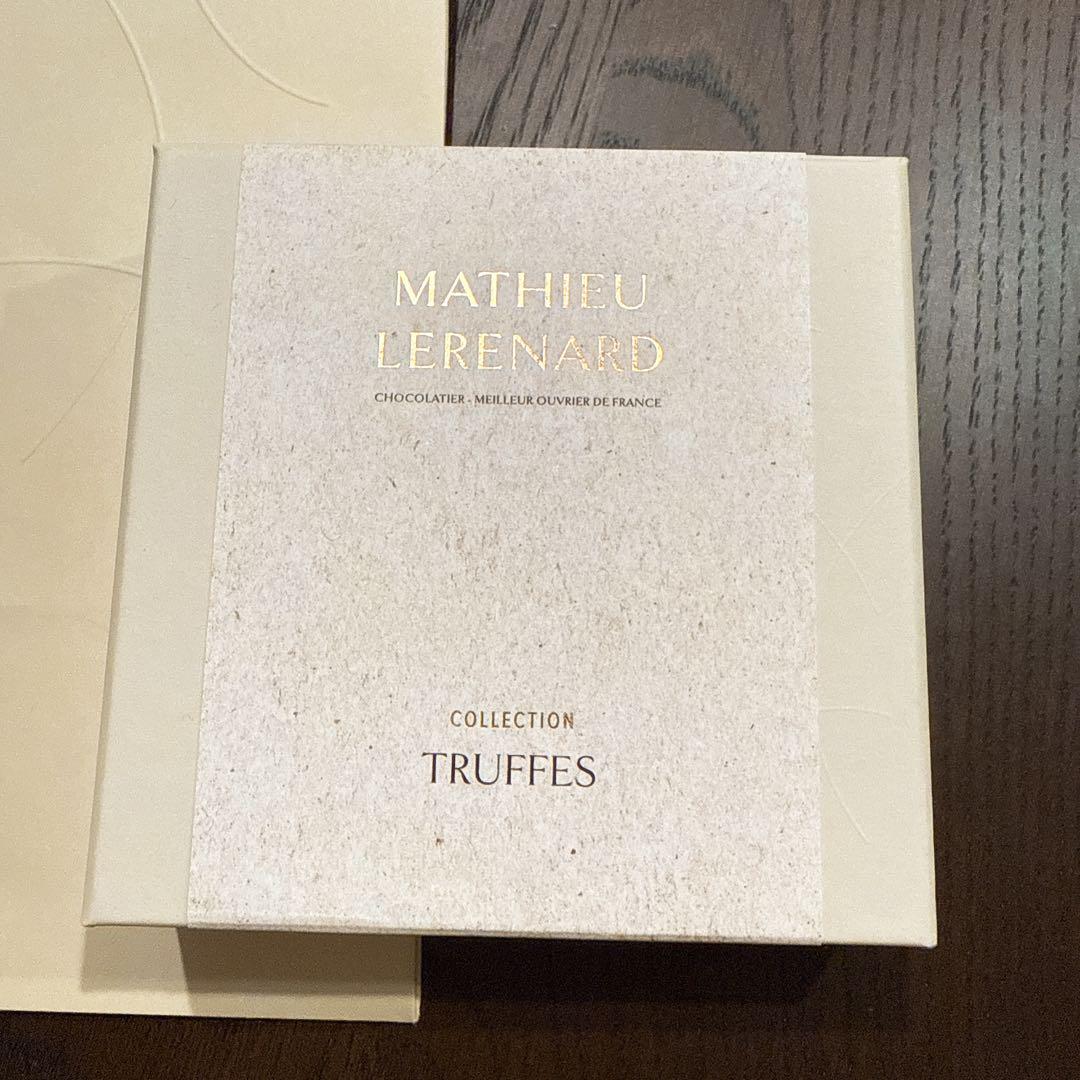 MATHIEU
LERENARD
CHOCOLATIER - MEILLEUR OUVRIER DE FRANCE
COLLECTION
TRUFFES